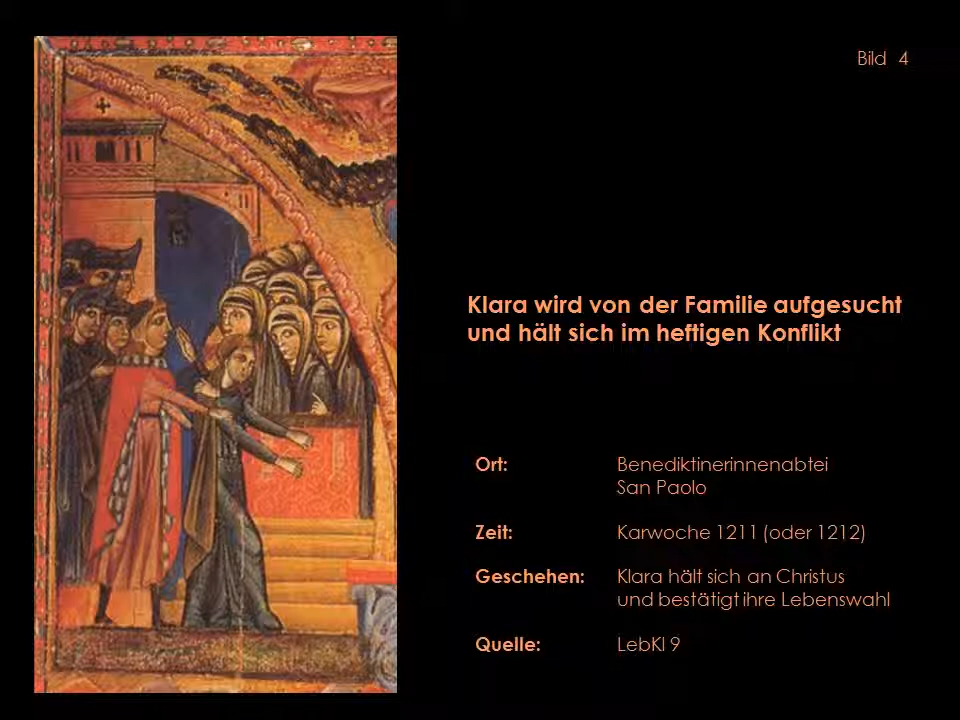 Bild 4
Klara wird von der Familie aufgesucht
und hält sich im heftigen Konflikt
Ort: Benediktinerinnenabtei
San Paolo
Zeit: Karwoche 1211 (oder 1212)
Geschehen: Klara hält sich an Christus
und bestätigt ihre Lebenswahl
Quelle: LebKl 9